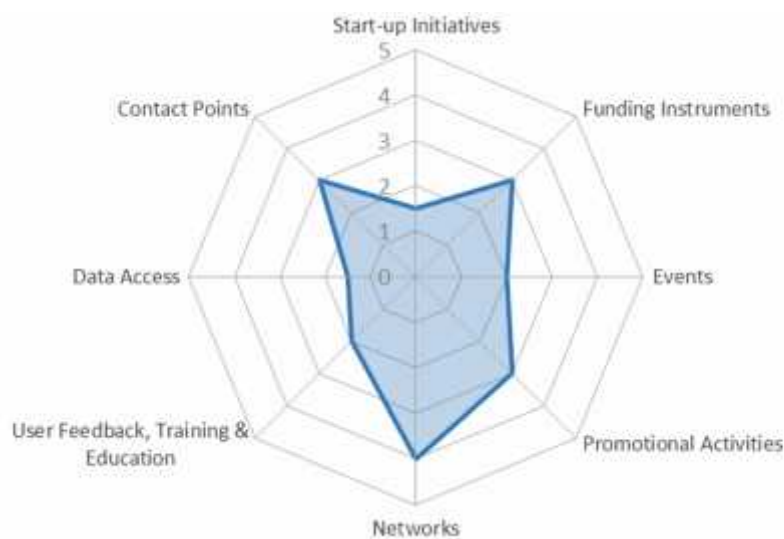 Start-up Initiatives
5
Contact Points
4
Funding Instruments
3
2
1
Data Access
0
Events
User Feedback, Training &
Education
Promotional Activities
Networks